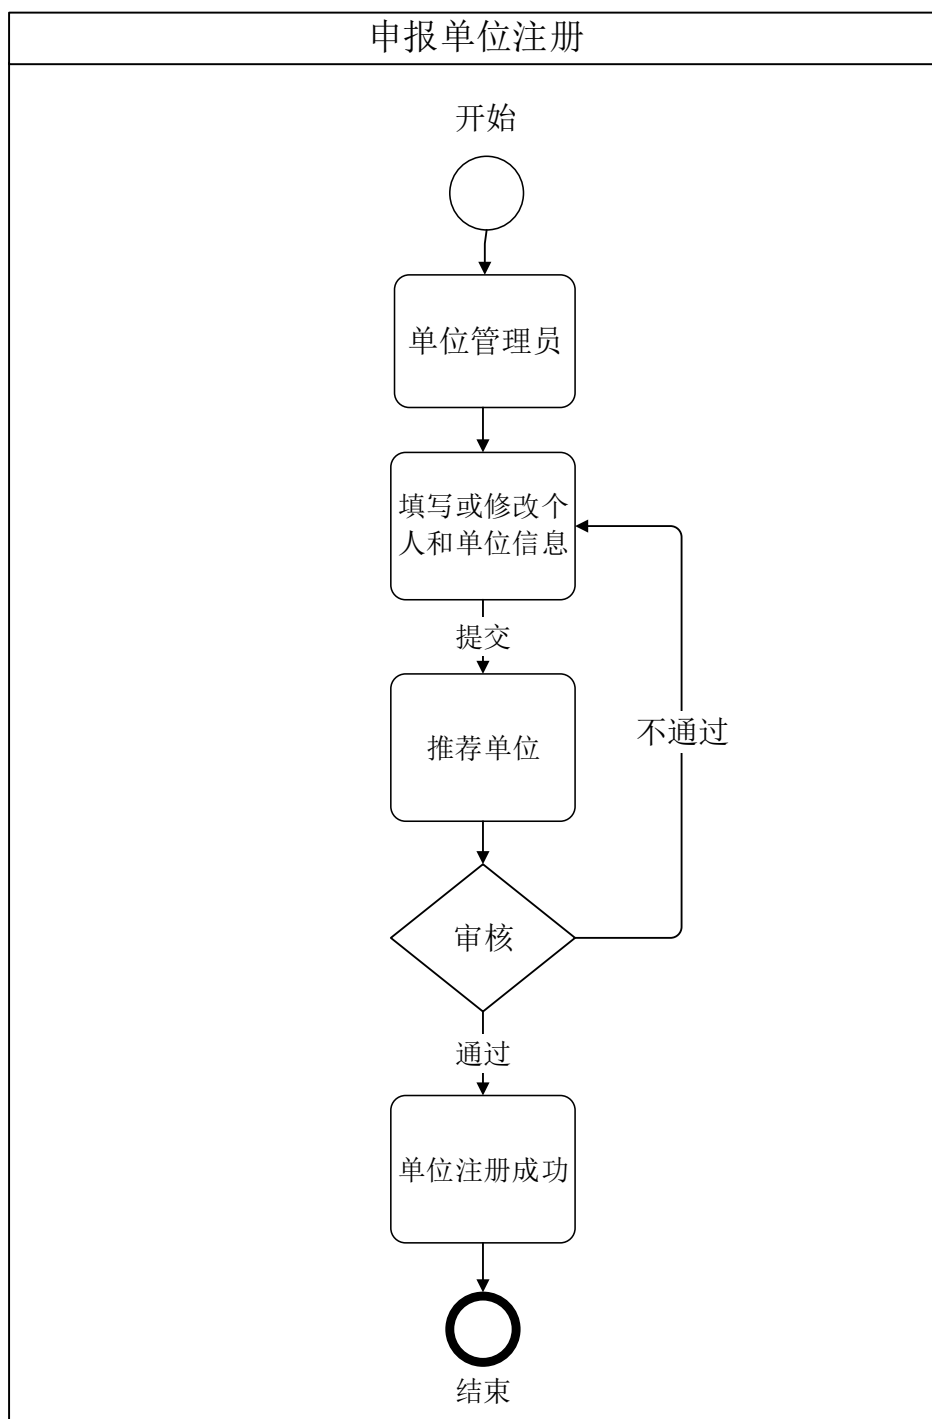 申报单位注册
开始
单位管理员
填写或修改个
人和单位信息
提交
推荐单位
不通过
审核
通过
单位注册成功
结束